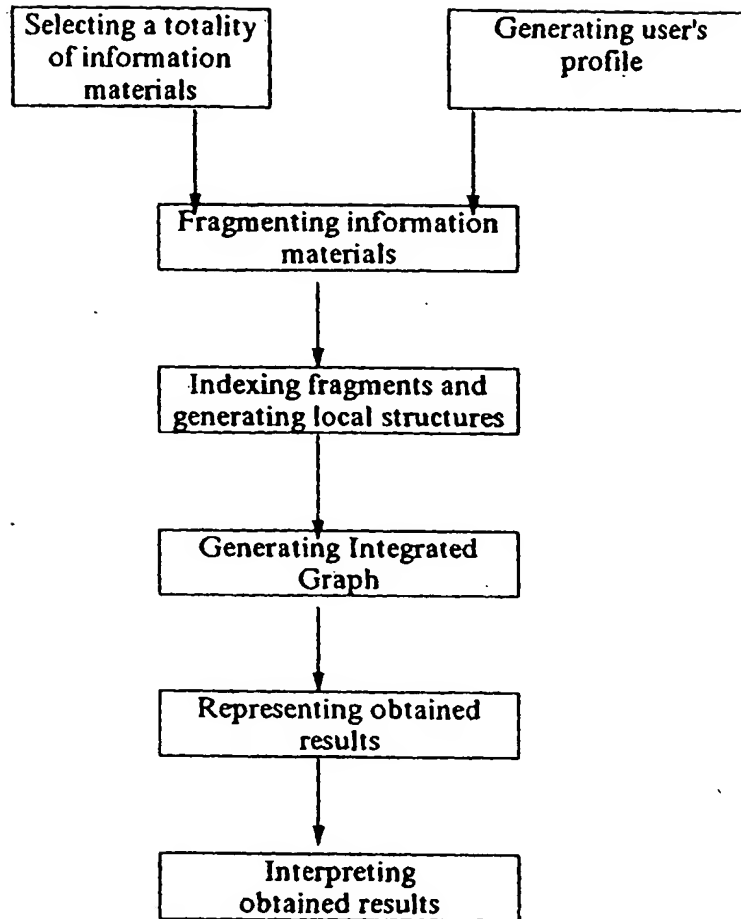 Selecting a totality
of information
materials
Generating user's
profile
Fragmenting information
materials
Indexing fragments and
generating local structures
Generating Integrated
Graph
Representing obtained
results
Interpreting
obtained results